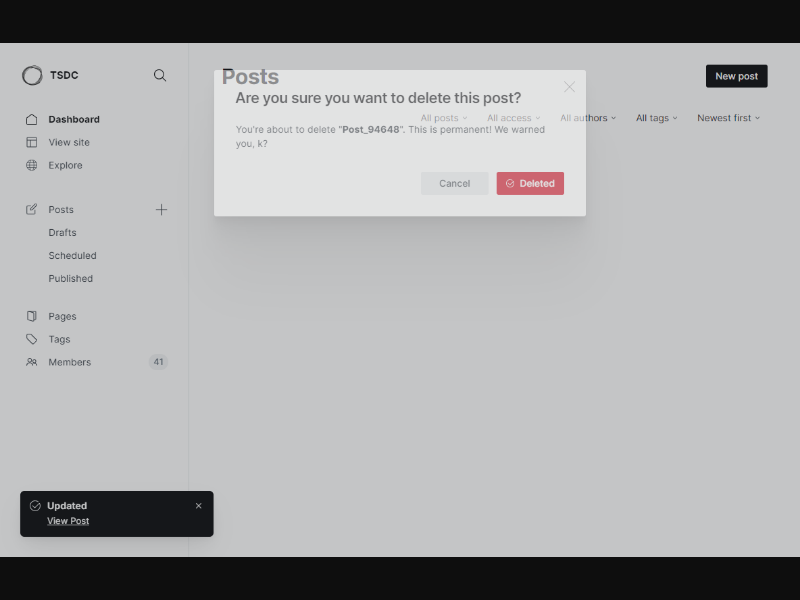 TSDC
Dashboard
View site
Explore
Posts
Drafts
Scheduled
Published
Pages
Tags
Members 41
Posts
New post
All posts All access All authors All tags Newest first
Are you sure you want to delete this post?
You're about to delete "Post_94648". This is permanent! We warned
you, k?
Cancel
Deleted
Updated
View Post